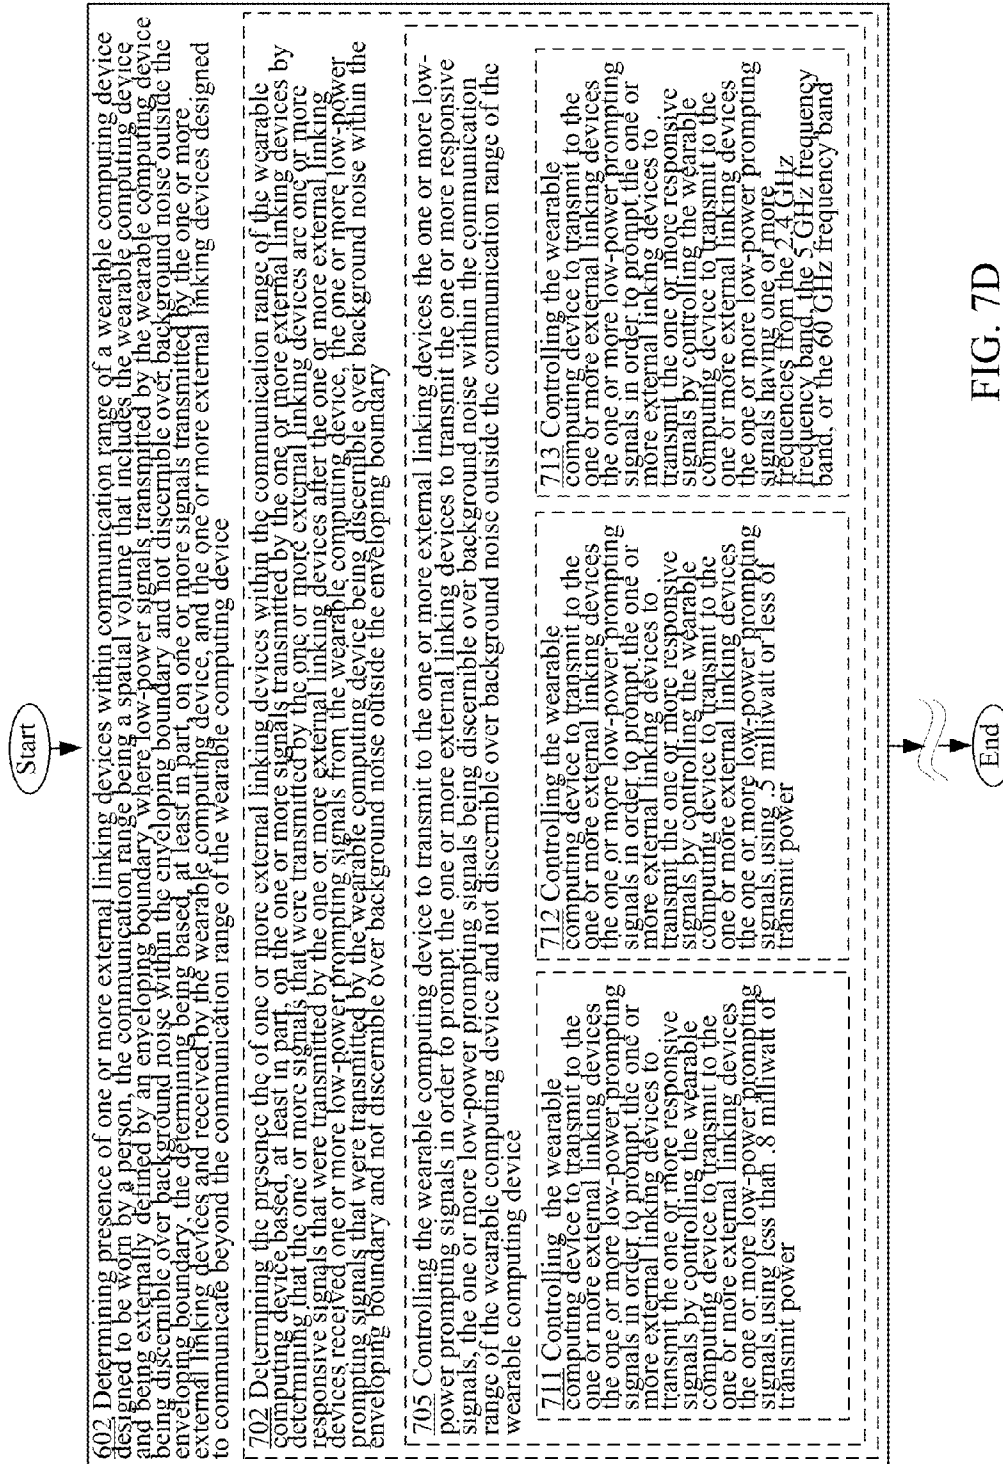 Start
602 Determining presence of one or more external linking devices within communication range of a wearable computing device
designed to be worn by a person, the communication range being a spatial volume that includes the wearable computing device
and being externally defined by an enveloping boundary, where low-power signals transmitted by the wearable computing device
being discernible over background noise within the enveloping boundary and not discernible over background noise outside the
enveloping boundary, the determining being based, at least in part, on one or more signals transmitted by the one or more
external linking devices and received by the wearable computing device, and the one or more external linking devices designed
to communicate beyond the communication range of the wearable computing device
702 Determining the presence the of one or more external linking devices within the communication range of the wearable
computing device based, at least in part, on the one or more signals transmitted by the one or more external linking devices by
determining that the one or more signals that were transmitted by the one or more external linking devices are one or more
responsive signals that were transmitted by the one or more external linking devices after the one or more external linking
devices received one or more low-power prompting signals from the wearable computing device, the one or more low-power
prompting signals that were transmitted by the wearable computing device being discernible over background noise within the
enveloping boundary and not discernible over background noise outside the enveloping boundary
705 Controlling the wearable computing device to transmit to the one or more external linking devices the one or more low-
power prompting signals in order to prompt the one or more external linking devices to transmit the one or more responsive
signals, the one or more low-power prompting signals being discernible over background noise within the communication
range of the wearable computing device and not discernible over background noise outside the communication range of the
wearable computing device
711 Controlling the wearable
computing device to transmit to the
one or more external linking devices
the one or more low-power prompting
signals in order to prompt the one or
more external linking devices to
transmit the one or more responsive
signals by controlling the wearable
computing device to transmit to the
one or more external linking devices
the one or more low-power prompting
signals using less than .8 milliwatt of
transmit power
712 Controlling the wearable
computing device to transmit to the
one or more external linking devices
the one or more low-power prompting
signals in order to prompt the one or
more external linking devices to
transmit the one or more responsive
signals by controlling the wearable
computing device to transmit to the
one or more external linking devices
the one or more low-power prompting
signals using .5 milliwatt or less of
transmit power
713 Controlling the wearable
computing device to transmit to the
one or more external linking devices
the one or more low-power prompting
signals in order to prompt the one or
more external linking devices to
transmit the one or more responsive
signals by controlling the wearable
computing device to transmit to the
one or more external linking devices
the one or more low-power prompting
signals having one or more
frequencies from the 2.4 GHz
frequency band, the 5 GHz frequency
band, or the 60 GHz frequency band
End
FIG. 7D